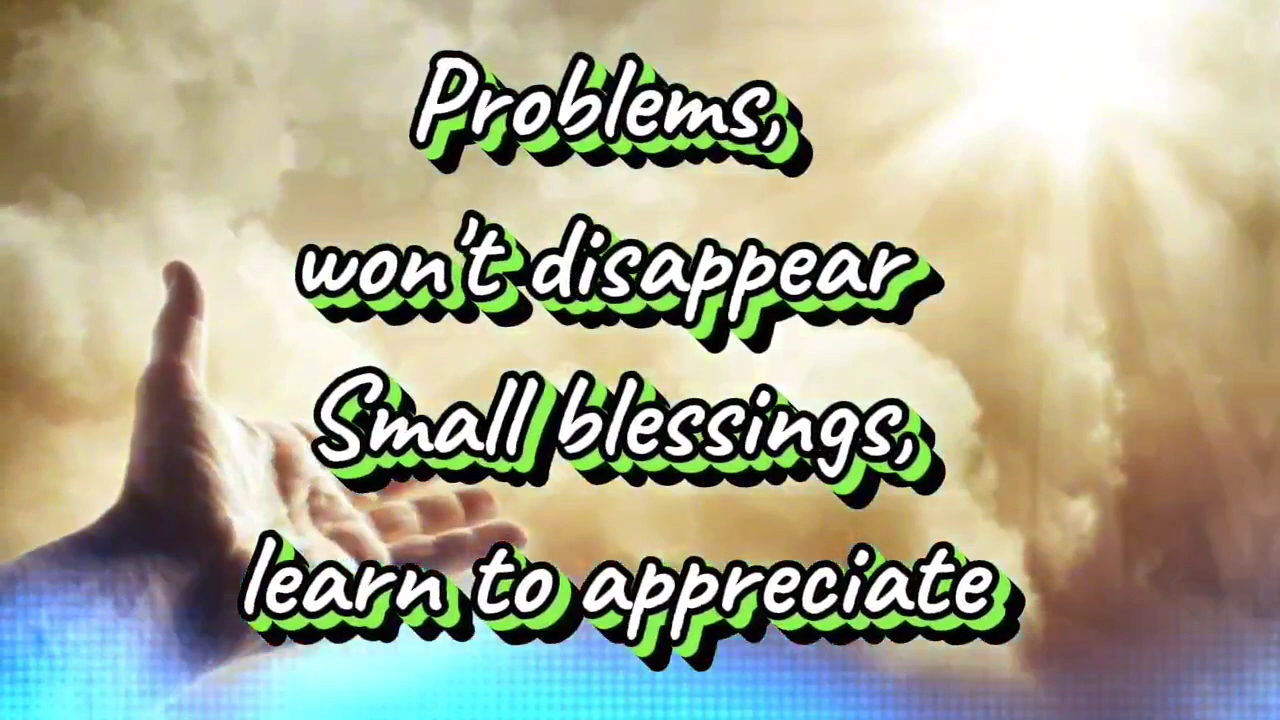 Problems,
won't disappear
Small blessings,
learn to appreciate